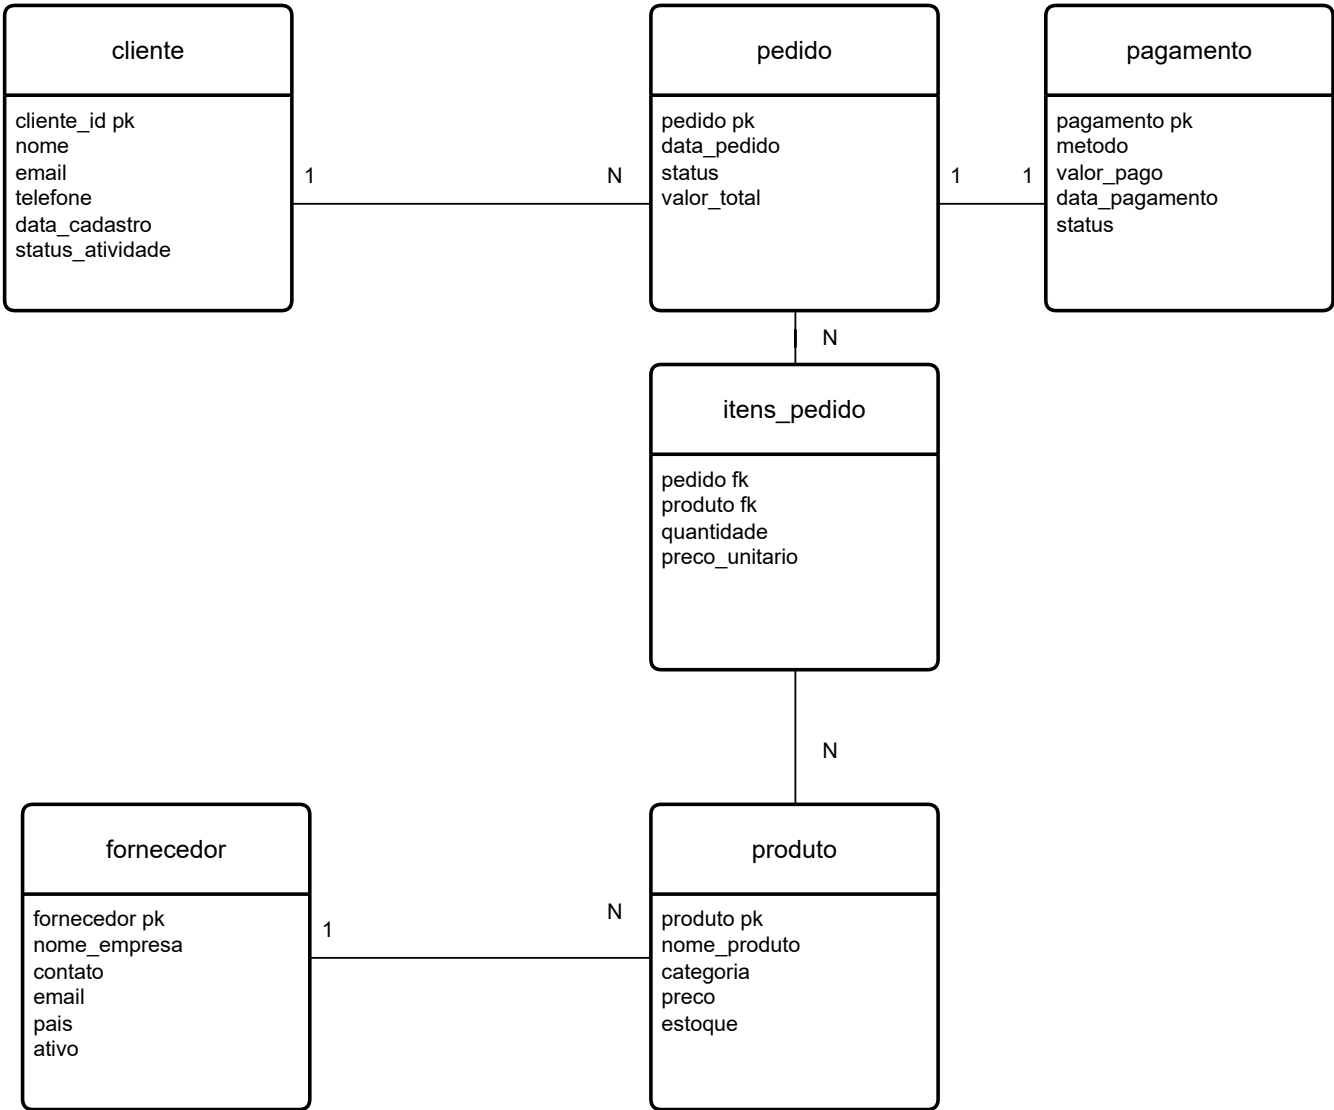 cliente
cliente_id pk
nome
email
telefone
data_cadastro
status_atividade
1
N
pedido
pedido pk
data_pedido
status
valor_total
1
1
pagamento
pagamento pk
metodo
valor_pago
data_pagamento
status
N
itens_pedido
pedido fk
produto fk
quantidade
preco_unitario
N
fornecedor
fornecedor pk
nome_empresa
contato
email
pais
ativo
1
N
produto
produto pk
nome_produto
categoria
preco
estoque